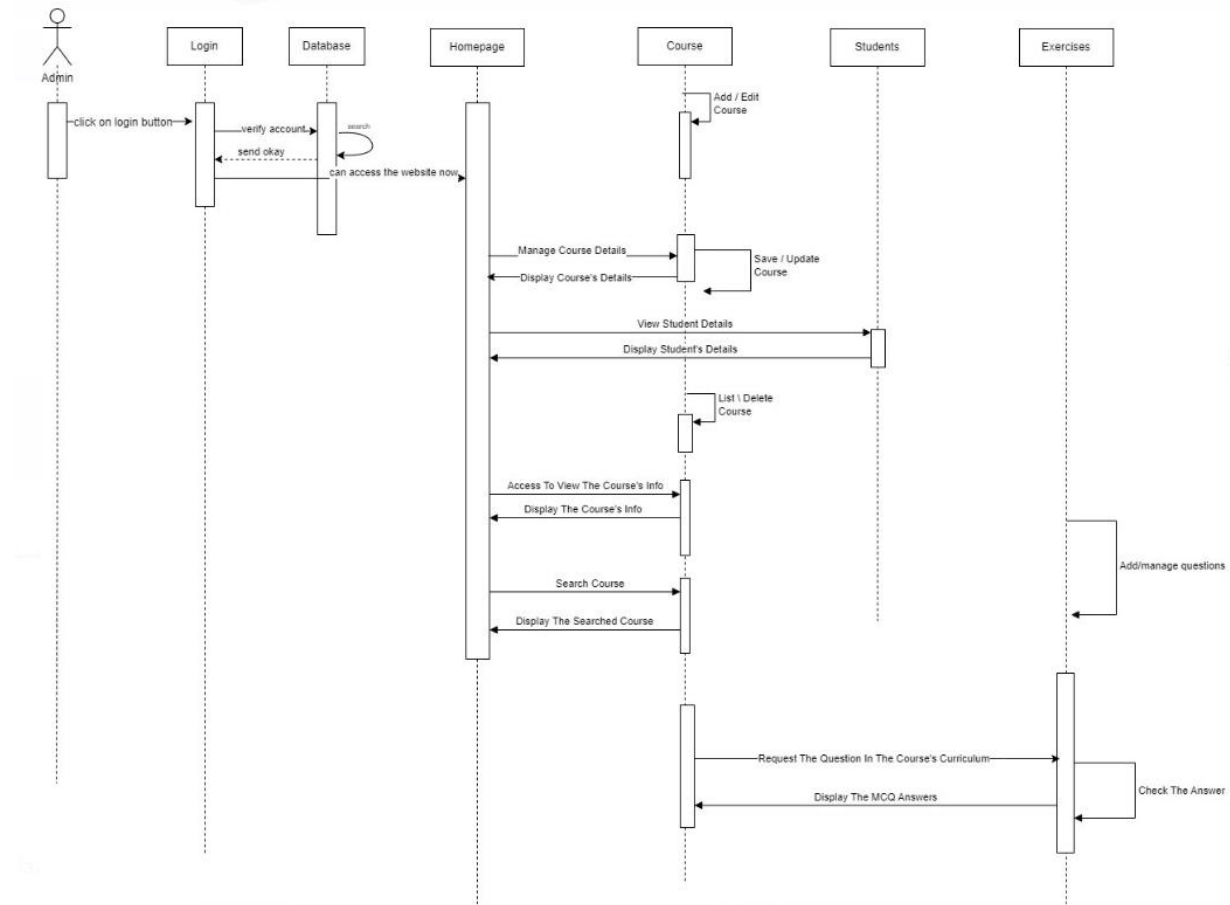 Admin
Login
Database
Homepage
Course
Students
Exercises
Add / Edit
Course
click on login button
verify account
search
send okay
can access the website now
Manage Course Details
Display Course's Details
Save / Update
Course
View Student Details
Display Student's Details
List \ Delete
Course
Access To View The Course's Info
Display The Course's Info
Add/manage questions
Search Course
Display The Searched Course
Request The Question In The Course's Curriculum
Check The Answer
Display The MCQ Answers